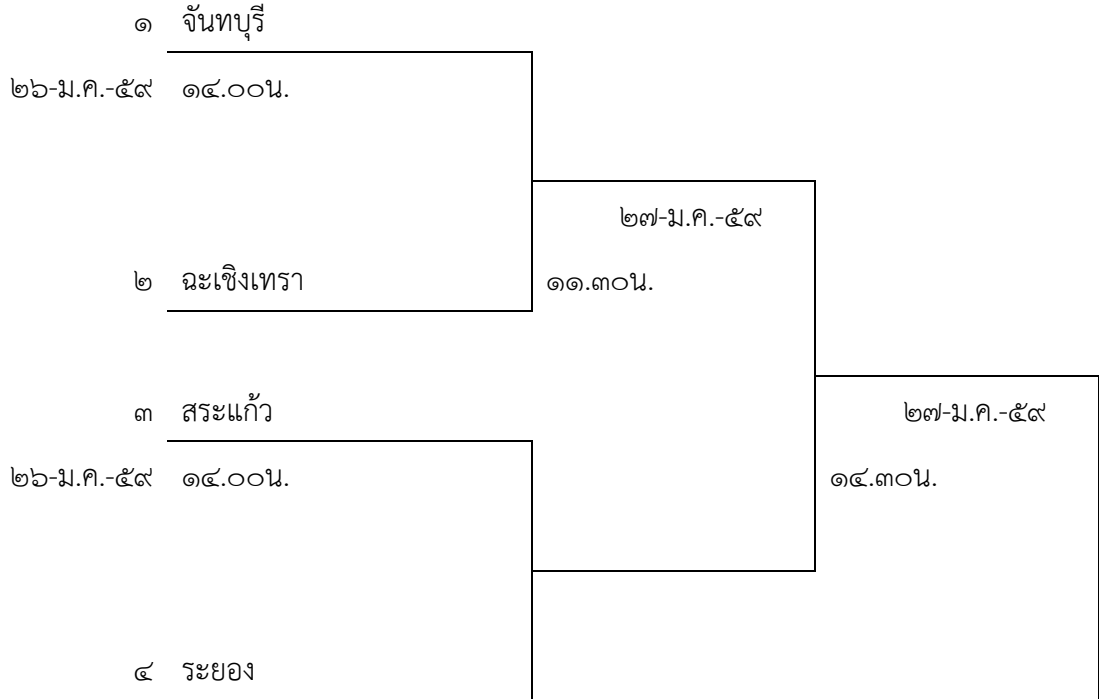 ๑ จันทบุรี
๒๖-ม.ค.-๕๙ ๑๔.๐๐น.
๒๗-ม.ค.-๕๙
๒ ฉะเชิงเทรา ๑๑.๓๐น.
๓ สระแก้ว ๒๗-ม.ค.-๕๙
๒๖-ม.ค.-๕๙ ๑๔.๐๐น. ๑๔.๓๐น.
๔ ระยอง